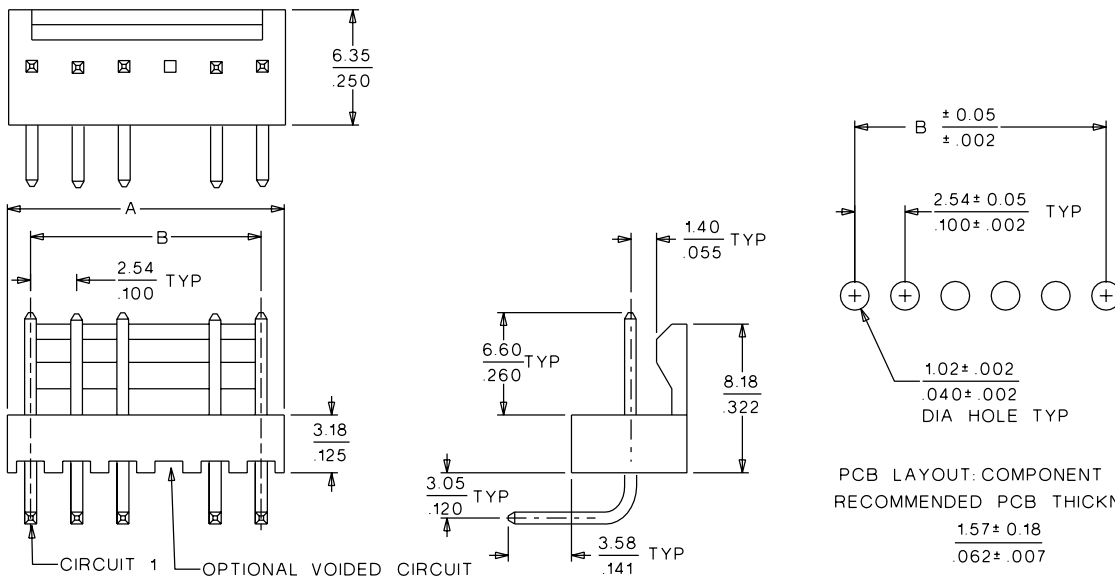 6.35
.250
A
B
2.54 TYP
.100
3.18
.125
CIRCUIT 1
OPTIONAL VOIDED CIRCUIT
1.40 TYP
.055
6.60 TYP
.260
8.18
.322
3.05 TYP
.120
3.58 TYP
.141
B ± 0.05
± .002
2.54± 0.05 TYP
.100± .002
1.02± .002
.040± .002
DIA HOLE TYP
PCB LAYOUT: COMPONENT
RECOMMENDED PCB THICKN
1.57± 0.18
.062± .007